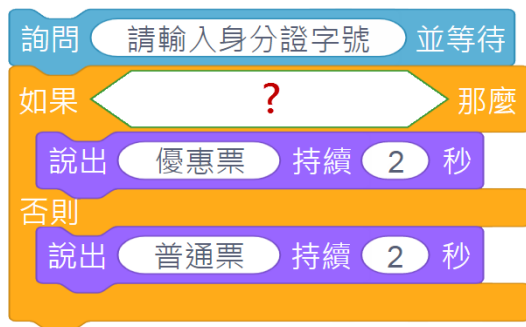 詢問 請輸入身分證字號 並等待
如果 ? 那麼
說出 優惠票 持續 2 秒
否則
說出 普通票 持續 2 秒